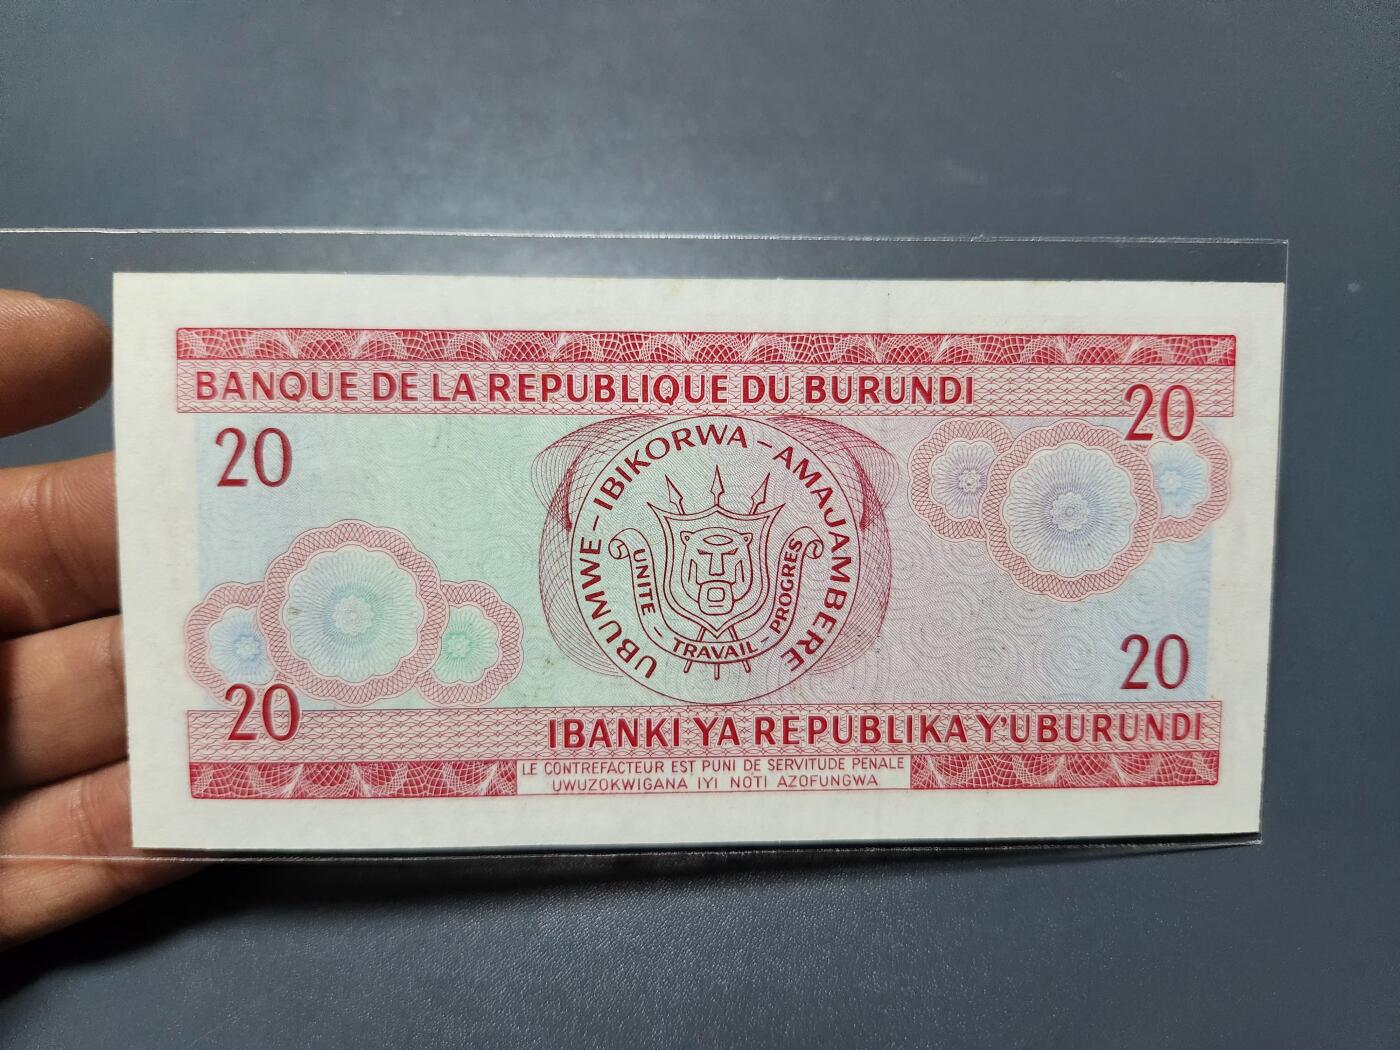 BANQUE DE LA REPUBLIQUE DU BURUNDI
20
20
UBUMWE - IBIKORWA - AMAJAMBERE
UNITE - TRAVAIL - PROGRES
20
20
IBANKI YA REPUBLIKA Y'UBURUNDI
LE CONTREFACTEUR EST PUNI DE SERVITUDE PENALE
UWUZOKWIGANA IYI NOTI AZOFUNGWA